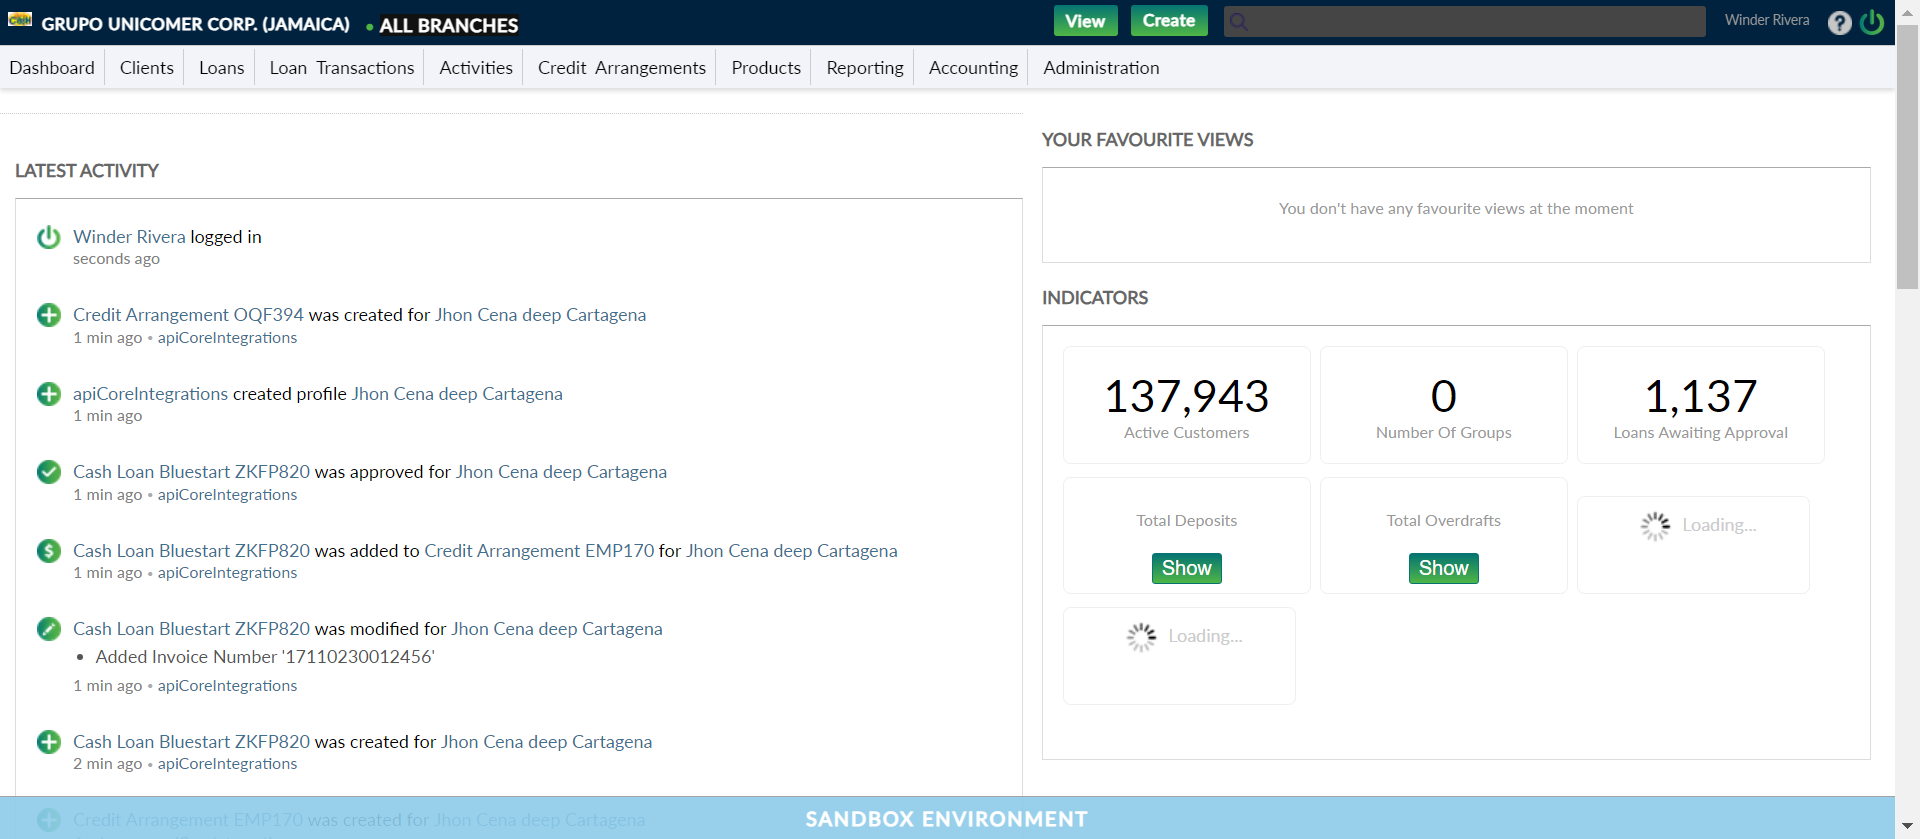 GRUPO UNICOMER CORP. (JAMAICA) • ALL BRANCHES
View Create Winder Rivera ?
Dashboard Clients Loans Loan Transactions Activities Credit Arrangements Products Reporting Accounting Administration
LATEST ACTIVITY
Winder Rivera logged in
seconds ago
Credit Arrangement OQF394 was created for Jhon Cena deep Cartagena
1 min ago • apiCoreIntegrations
apiCoreIntegrations created profile Jhon Cena deep Cartagena
1 min ago
Cash Loan Bluestart ZKFP820 was approved for Jhon Cena deep Cartagena
1 min ago • apiCoreIntegrations
Cash Loan Bluestart ZKFP820 was added to Credit Arrangement EMP170 for Jhon Cena deep Cartagena
1 min ago • apiCoreIntegrations
Cash Loan Bluestart ZKFP820 was modified for Jhon Cena deep Cartagena
• Added Invoice Number '17110230012456'
1 min ago • apiCoreIntegrations
Cash Loan Bluestart ZKFP820 was created for Jhon Cena deep Cartagena
2 min ago • apiCoreIntegrations
Credit Arrangement EMP170 was created for Jhon Cena deep Cartagena
YOUR FAVOURITE VIEWS
You don't have any favourite views at the moment
INDICATORS
137,943
Active Customers
0
Number Of Groups
1,137
Loans Awaiting Approval
Total Deposits
Show
Total Overdrafts
Show
Loading...
Loading...
SANDBOX ENVIRONMENT